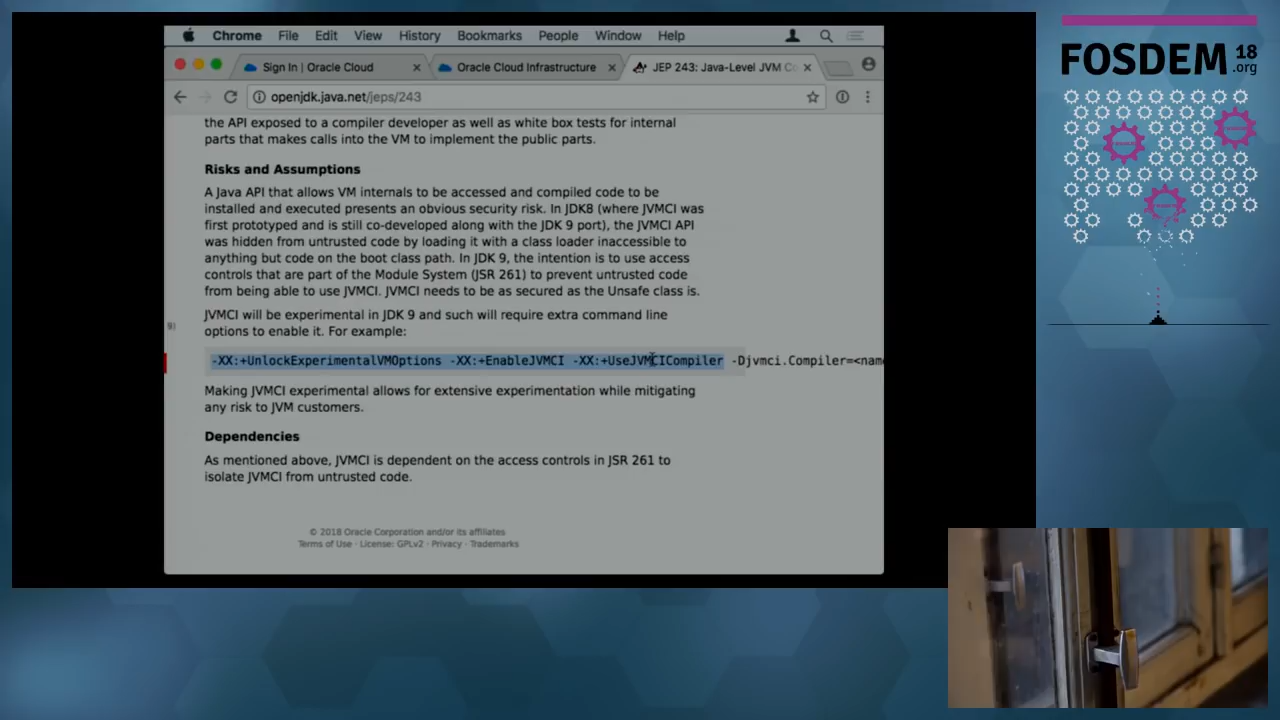 Chrome File Edit View History Bookmarks People Window Help
Sign In | Oracle Cloud
Oracle Cloud Infrastructure
JEP 243: Java-Level JVM Co
openjdk.java.net/jeps/243
the API exposed to a compiler developer as well as white box tests for internal
parts that makes calls into the VM to implement the public parts.
Risks and Assumptions
A Java API that allows VM internals to be accessed and compiled code to be
installed and executed presents an obvious security risk. In JDK8 (where JVMCI was
first prototyped and is still co-developed along with the JDK 9 port), the JVMCI API
was hidden from untrusted code by loading it with a class loader inaccessible to
anything but code on the boot class path. In JDK 9, the intention is to use access
controls that are part of the Module System (JSR 261) to prevent untrusted code
from being able to use JVMCI. JVMCI needs to be as secured as the Unsafe class is.
JVMCI will be experimental in JDK 9 and such will require extra command line
9)
options to enable it. For example:
-XX:+UnlockExperimentalVMOptions -XX:+EnableJVMCI -XX:+UseJVMCICompiler -Djvmci.Compiler=<nam
Making JVMCI experimental allows for extensive experimentation while mitigating
any risk to JVM customers.
Dependencies
As mentioned above, JVMCI is dependent on the access controls in JSR 261 to
isolate JVMCI from untrusted code.
© 2018 Oracle Corporation and/or its affiliates
Terms of Use · License: GPLv2 · Privacy · Trademarks
FOSDEM 18
.org